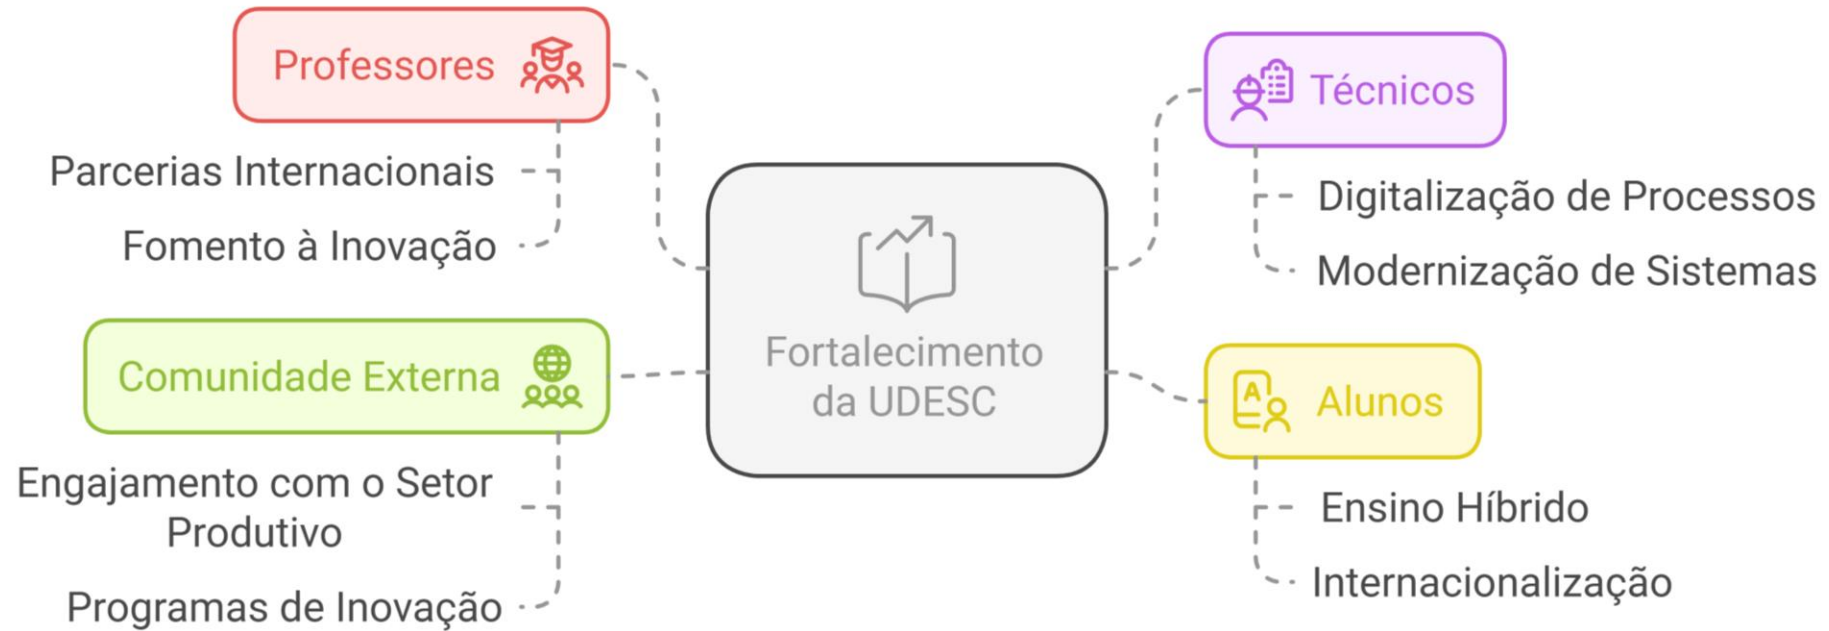 Professores
Parcerias Internacionais
Fomento à Inovação
Comunidade Externa
Engajamento com o Setor
Produtivo
Programas de Inovação
Fortalecimento
da UDESC
Técnicos
Digitalização de Processos
Modernização de Sistemas
A
Alunos
Ensino Híbrido
Internacionalização